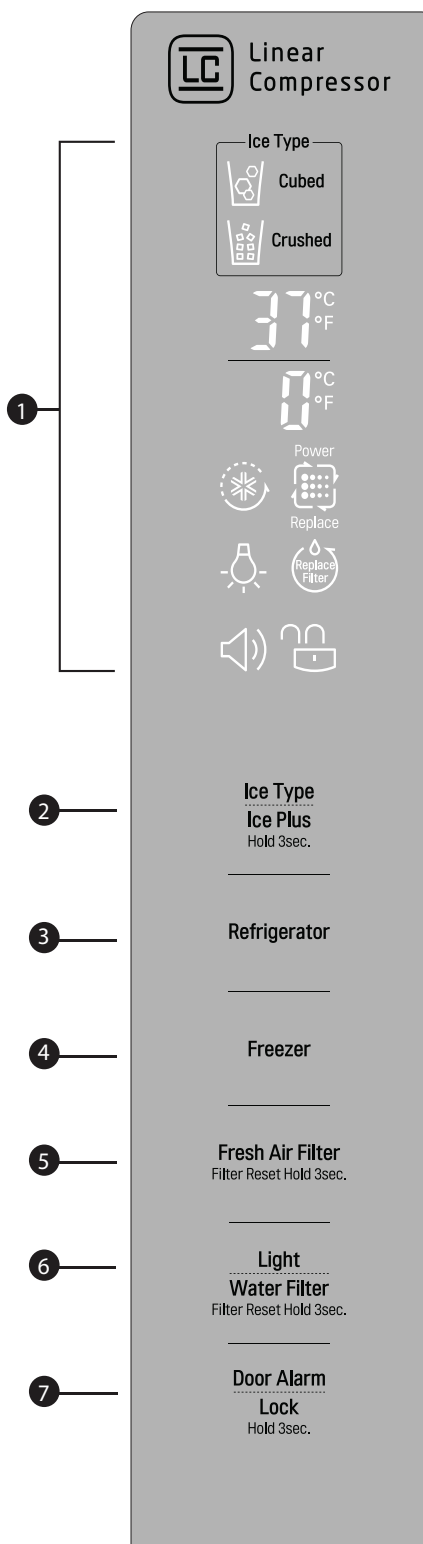 LC
Linear
Compressor
Ice Type
Cubed
Crushed
37 °C
°F
0 °C
°F
Power
Replace
Replace
Filter
1
2
Ice Type
Ice Plus
Hold 3sec.
3
Refrigerator
4
Freezer
5
Fresh Air Filter
Filter Reset Hold 3sec.
6
Light
Water Filter
Filter Reset Hold 3sec.
7
Door Alarm
Lock
Hold 3sec.